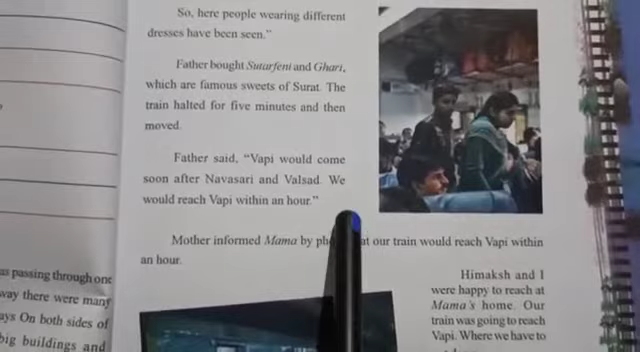 So, here people wearing different
dresses have been seen."
Father bought Sutarfeni and Ghari,
which are famous sweets of Surat. The
train halted for five minutes and then
moved.
Father said, "Vapi would come
soon after Navasari and Valsad. We
would reach Vapi within an hour."
Mother informed Mama by at our train would reach Vapi within
an hour.
Himaksh and I
were happy to reach at
Mama's home. Our
train was going to reach
Vapi. Where we have to
as passing through one
way there were many
ays On both sides of
big buildings and